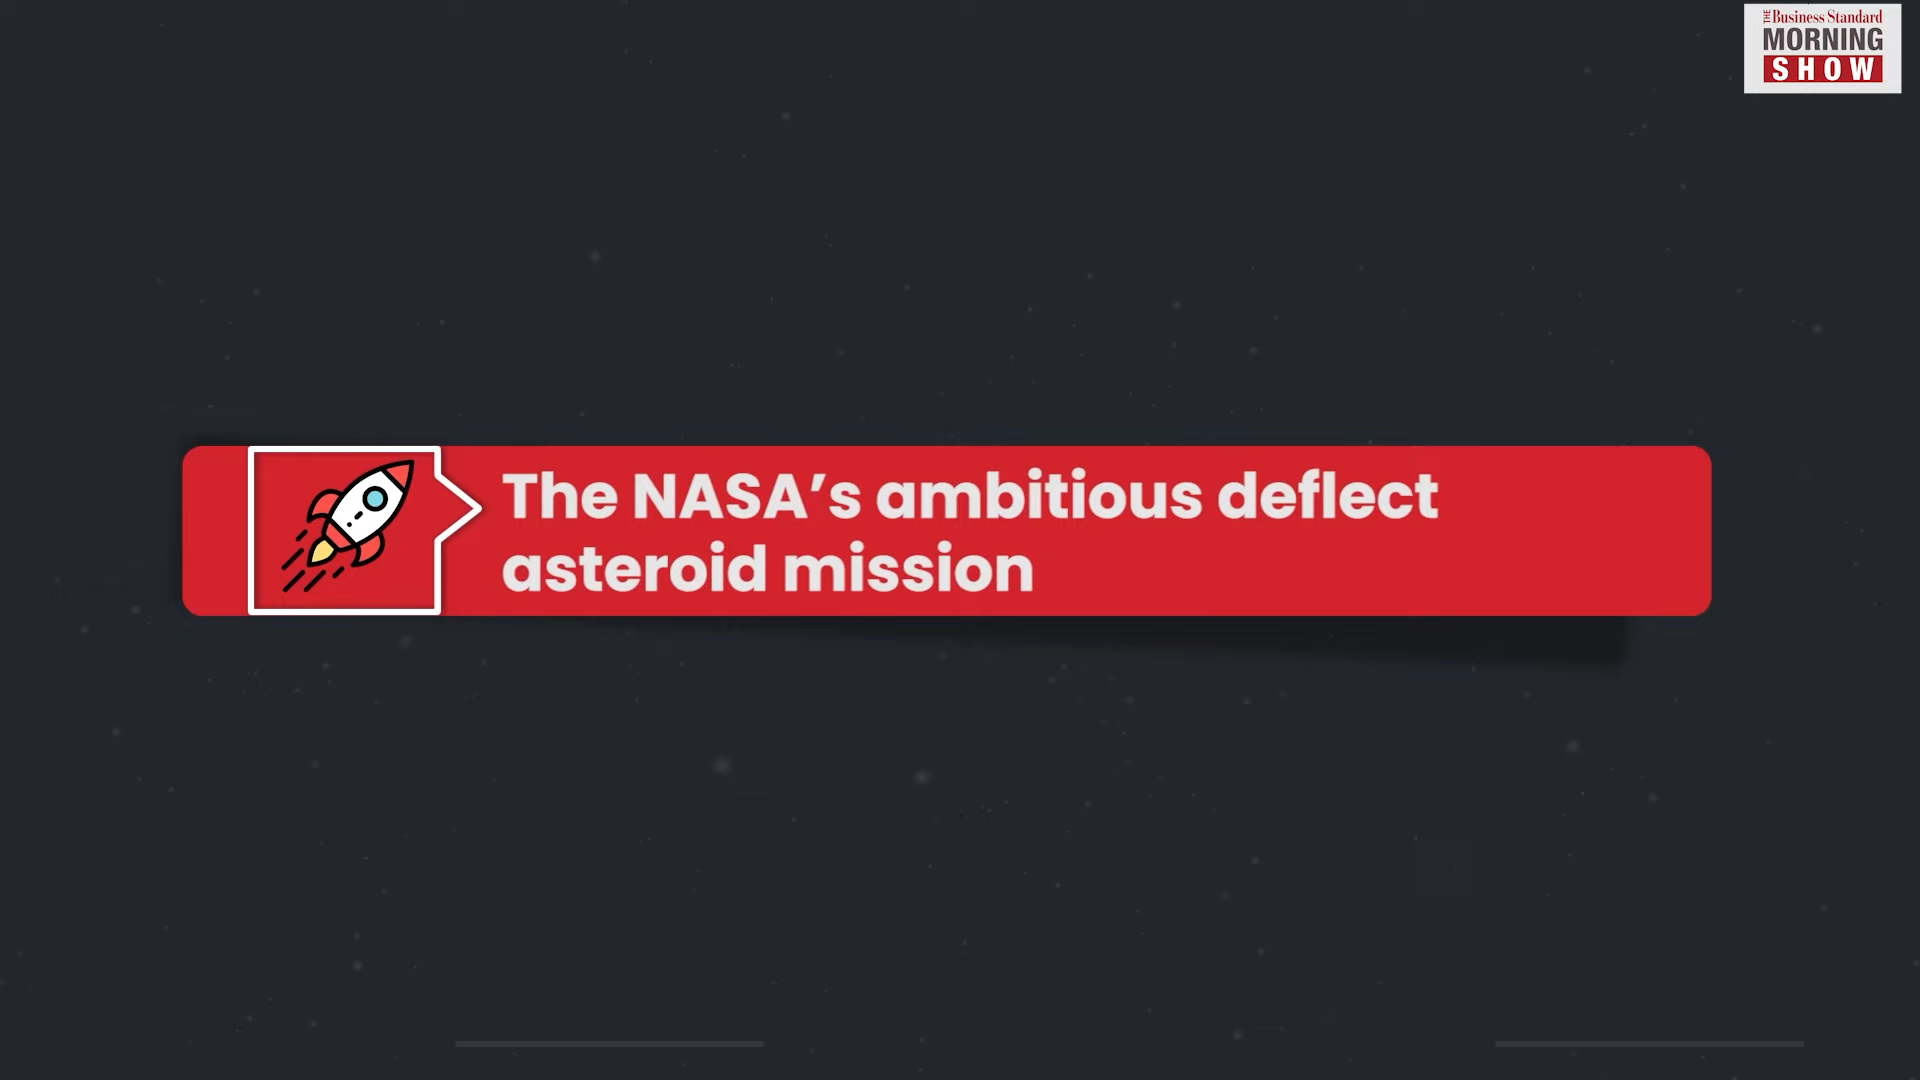 THE Business Standard
MORNING
SHOW
The NASA’s ambitious deflect
asteroid mission